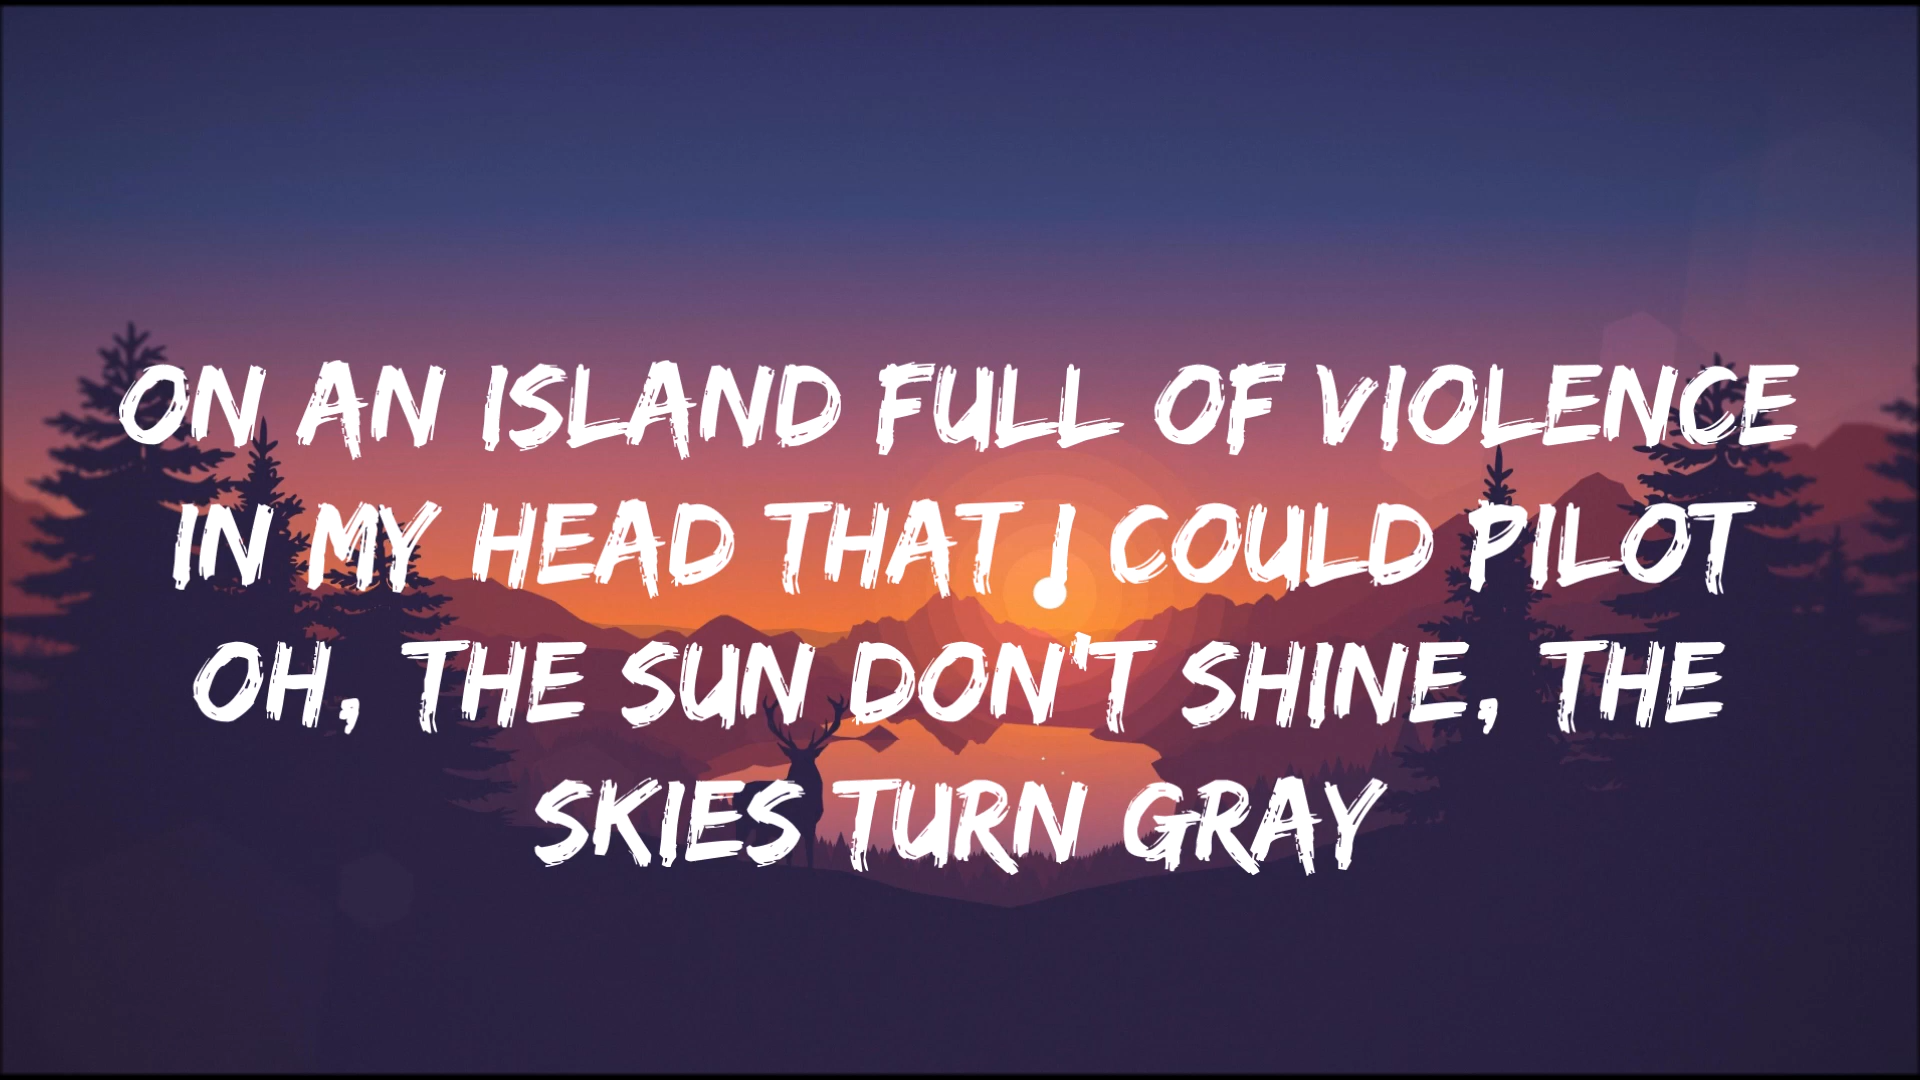 ON AN ISLAND FULL OF VIOLENCE
IN MY HEAD THAT I COULD PILOT
OH, THE SUN DON'T SHINE, THE
SKIES TURN GRAY